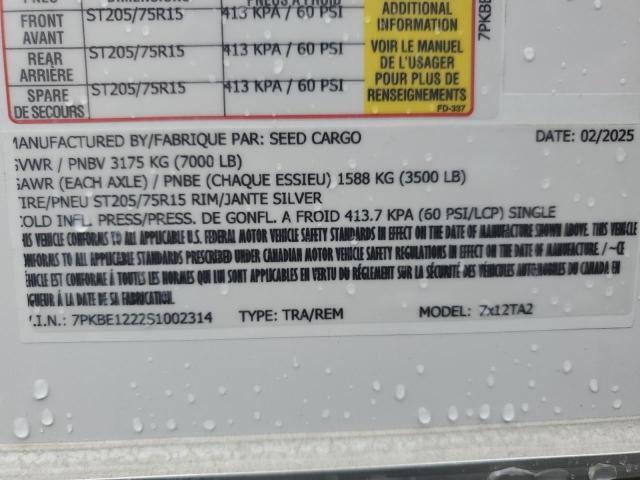 FRONT
AVANT
ST205/75R15
413 KPA / 60 PSI
REAR
ARRIÈRE
ST205/75R15
413 KPA / 60 PSI
SPARE
DE SECOURS
ST205/75R15
413 KPA / 60 PSI
ADDITIONAL
INFORMATION
VOIR LE MANUEL
DE L'USAGER
POUR PLUS DE
RENSEIGNEMENTS
FD-337
7PKBE
MANUFACTURED BY/FABRIQUE PAR: SEED CARGO
DATE: 02/2025
GVWR / PNBV 3175 KG (7000 LB)
GAWR (EACH AXLE) / PNBE (CHAQUE ESSIEU) 1588 KG (3500 LB)
TIRE/PNEU ST205/75R15 RIM/JANTE SILVER
COLD INFL. PRESS/PRESS. DE GONFL. A FROID 413.7 KPA (60 PSI/LCP) SINGLE
HIS VEHICLE CONFORMS TO ALL APPLICABLE U.S. FEDERAL MOTOR VEHICLE SAFETY STANDARDS IN EFFECT ON THE DATE OF MANUFACTURE SHOWN ABOVE. THIS VEHICLE
ONFORMS TO ALL APPLICABLE STANDARDS PRESCRIBED UNDER CANADIAN MOTOR VEHICLE SAFETY REGULATIONS IN EFFECT ON THE DATE OF MANUFACTURE. / ~CE
ÉHICLE EST CONFORME À TOUTES LES NORMES QUI LUI SONT APPLICABLES EN VERTU DU RÉGLEMENT SUR LA SÉCURITÉ DES VÉHICLES AUTOMOBILES DU CANADA EN
IGUEUR À LA DATE DE SA FABRICATION.
V.I.N.: 7PKBE1222S1002314
TYPE: TRA/REM
MODEL: 7x12TA2